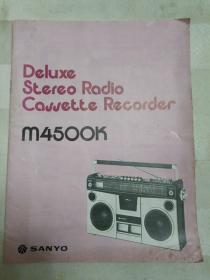 Deluxe
Stereo Radio
Cassette Recorder
M4500K
SANYO